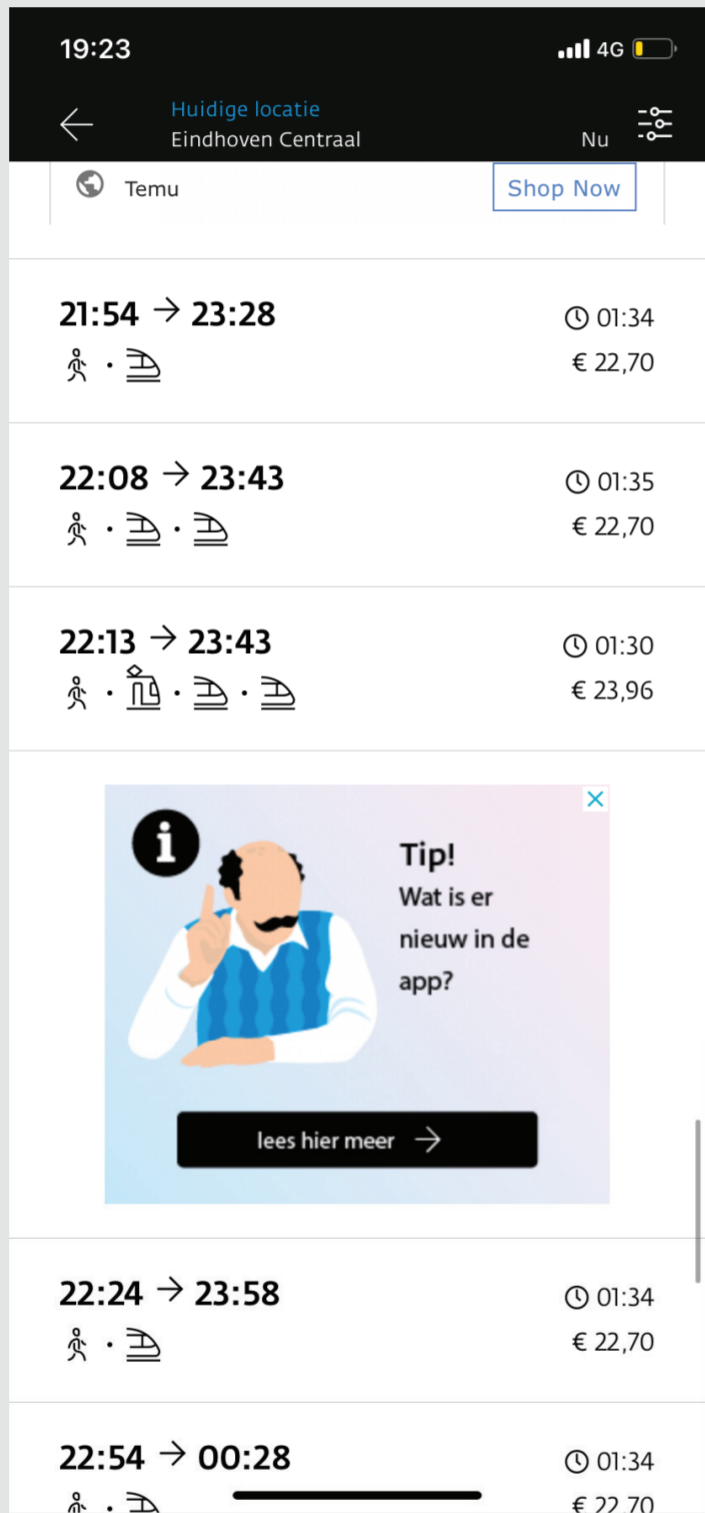 19:23 4G
Huidige locatie
Eindhoven Centraal Nu
Temu Shop Now
21:54 → 23:28 01:34
€ 22,70
22:08 → 23:43 01:35
€ 22,70
22:13 → 23:43 01:30
€ 23,96
i
Tip!
Wat is er
nieuw in de
app?
lees hier meer →
22:24 → 23:58 01:34
€ 22,70
22:54 → 00:28 01:34
€ 22,70